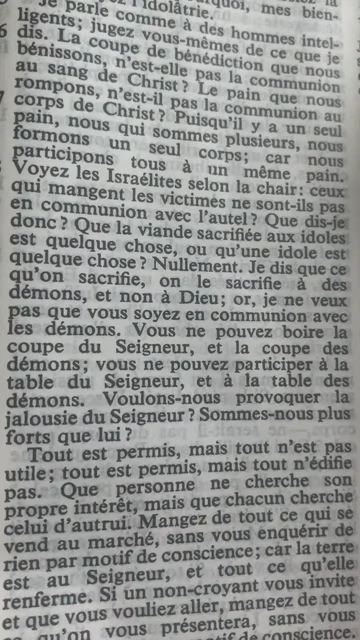 l'idolâtrie. pourquoi, mes bien-
Je parle comme à des hommes intel-
ligents; jugez vous-mêmes de ce que je
dis. La coupe de bénédiction que nous
bénissons, n'est-elle pas la communion
au sang de Christ? Le pain que nous
rompons, n'est-il pas la communion au
corps de Christ? Puisqu'il y a un seul
pain, nous qui sommes plusieurs, nous
formons un seul corps; car nous
participons tous à un même pain.
Voyez les Israélites selon la chair: ceux
qui mangent les victimes ne sont-ils pas
en communion avec l'autel? Que dis-je
donc? Que la viande sacrifiée aux idoles
est quelque chose, ou qu'une idole est
quelque chose? Nullement. Je dis que ce
qu'on sacrifie, on le sacrifie à des
démons, et non à Dieu; or, je ne veux
pas que vous soyez en communion avec
les démons. Vous ne pouvez boire la
coupe du Seigneur, et la coupe des
démons; vous ne pouvez participer à la
table du Seigneur, et à la table des
démons. Voulons-nous provoquer la
jalousie du Seigneur? Sommes-nous plus
forts que lui?
Tout est permis, mais tout n'est pas
utile; tout est permis, mais tout n'édifie
pas. Que personne ne cherche son
propre intérêt, mais que chacun cherche
celui d'autrui. Mangez de tout ce qui se
vend au marché, sans vous enquérir de
rien par motif de conscience; car la terre
est au Seigneur, et tout ce qu'elle
renferme. Si un non-croyant vous invite
et que vous vouliez aller, mangez de tout
qu'on vous présentera, sans vous
de conscience